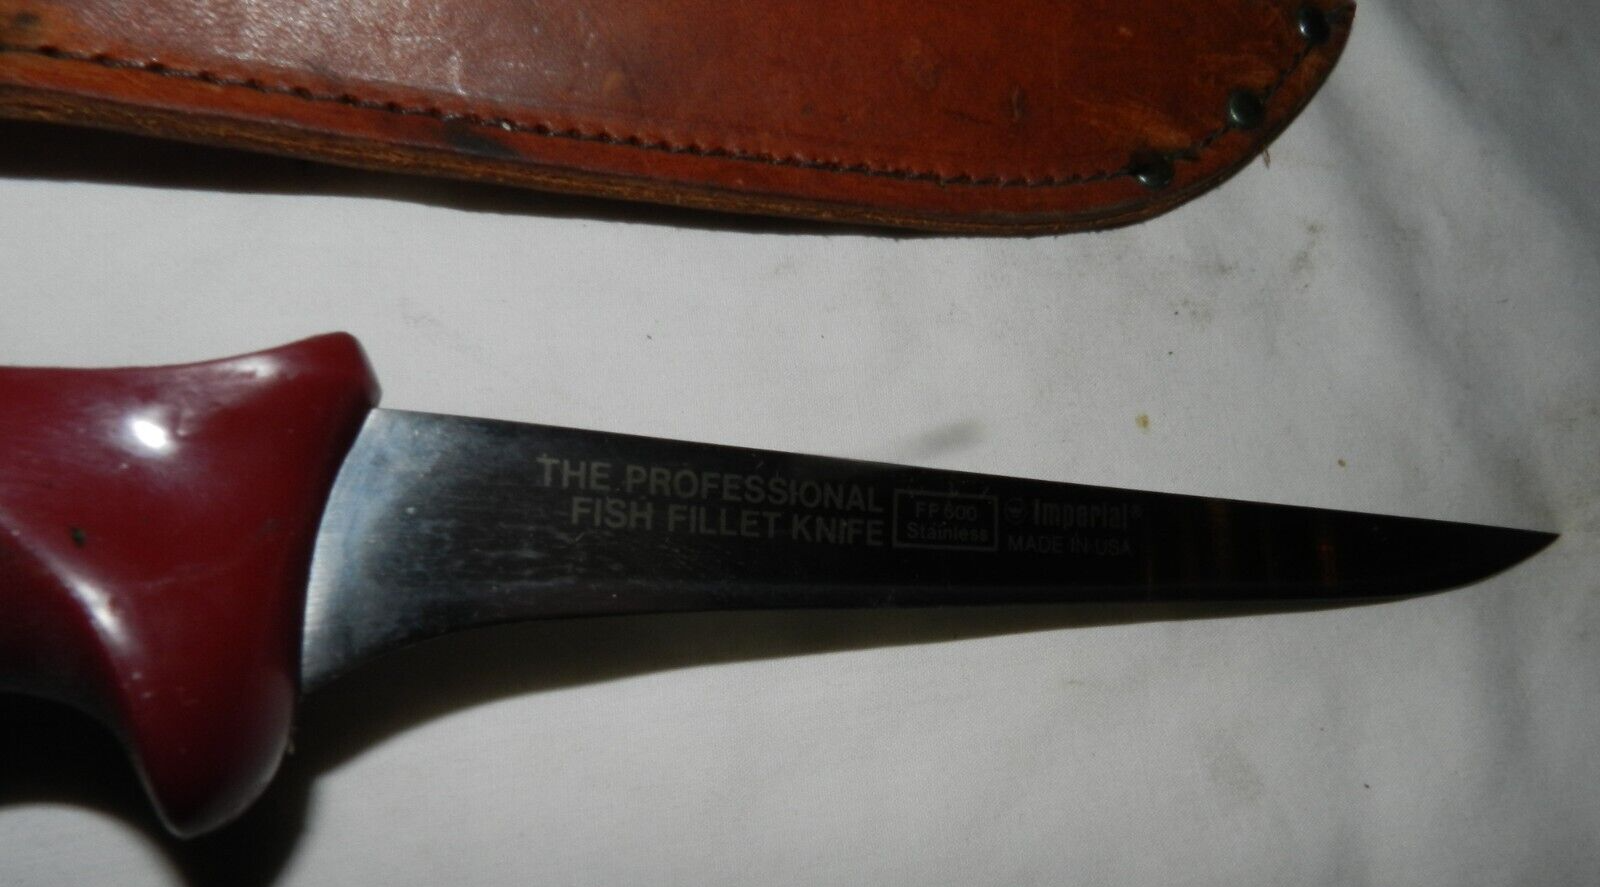 THE PROFESSIONAL
FISH FILLET KNIFE
FP 600
Stainless
Imperial®
MADE IN USA